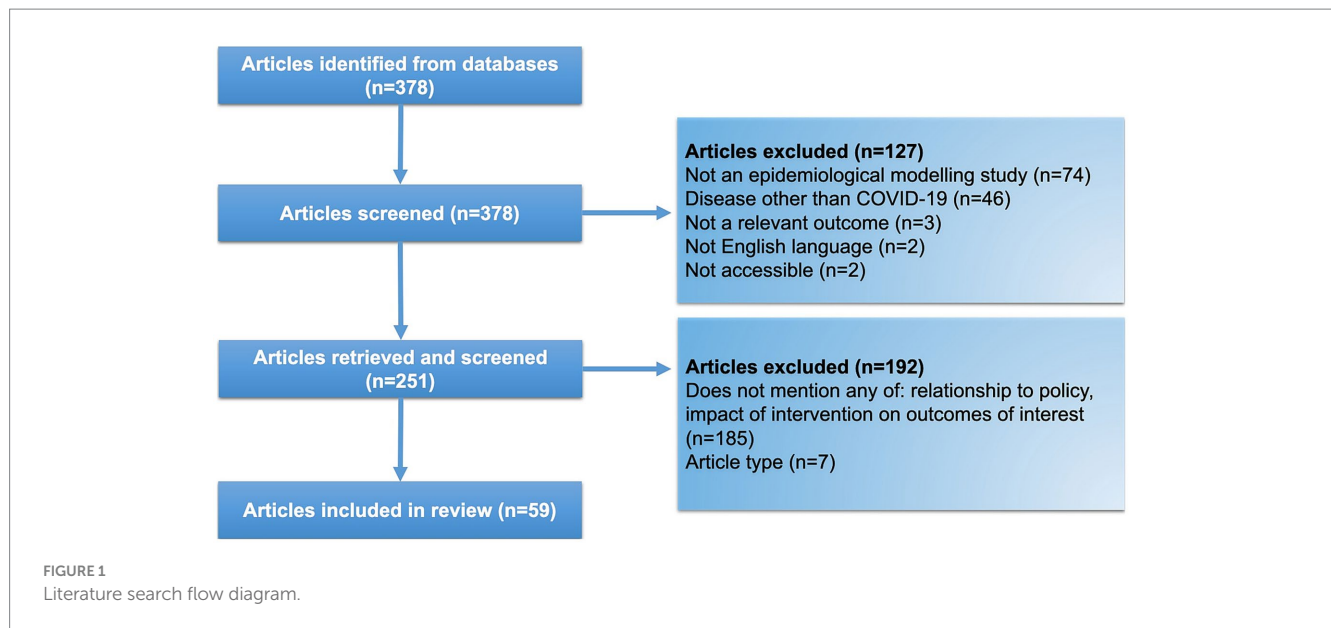 Articles identified from databases
(n=378)
Articles screened (n=378)
Articles excluded (n=127)
Not an epidemiological modelling study (n=74)
Disease other than COVID-19 (n=46)
Not a relevant outcome (n=3)
Not English language (n=2)
Not accessible (n=2)
Articles retrieved and screened
(n=251)
Articles excluded (n=192)
Does not mention any of: relationship to policy,
impact of intervention on outcomes of interest
(n=185)
Article type (n=7)
Articles included in review (n=59)
FIGURE 1
Literature search flow diagram.